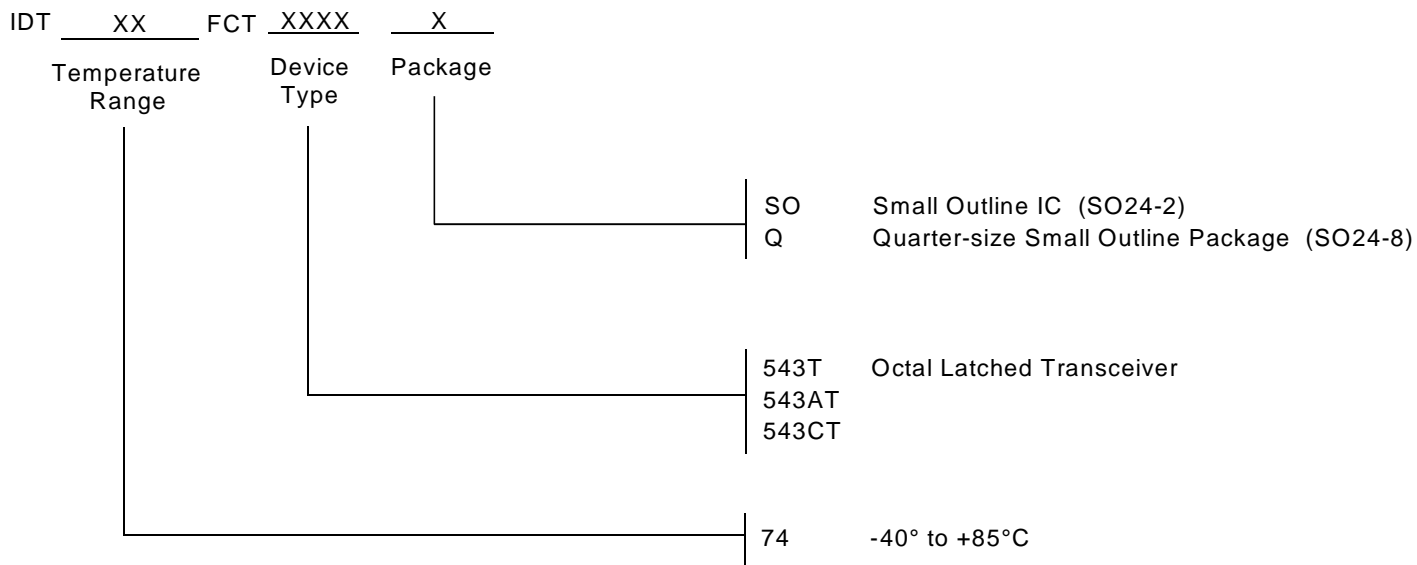 IDT XX FCT XXXX X
Temperature Range
Device Type
Package
SO Small Outline IC (SO24-2)
Q Quarter-size Small Outline Package (SO24-8)
543T Octal Latched Transceiver
543AT
543CT
74 -40° to +85°C